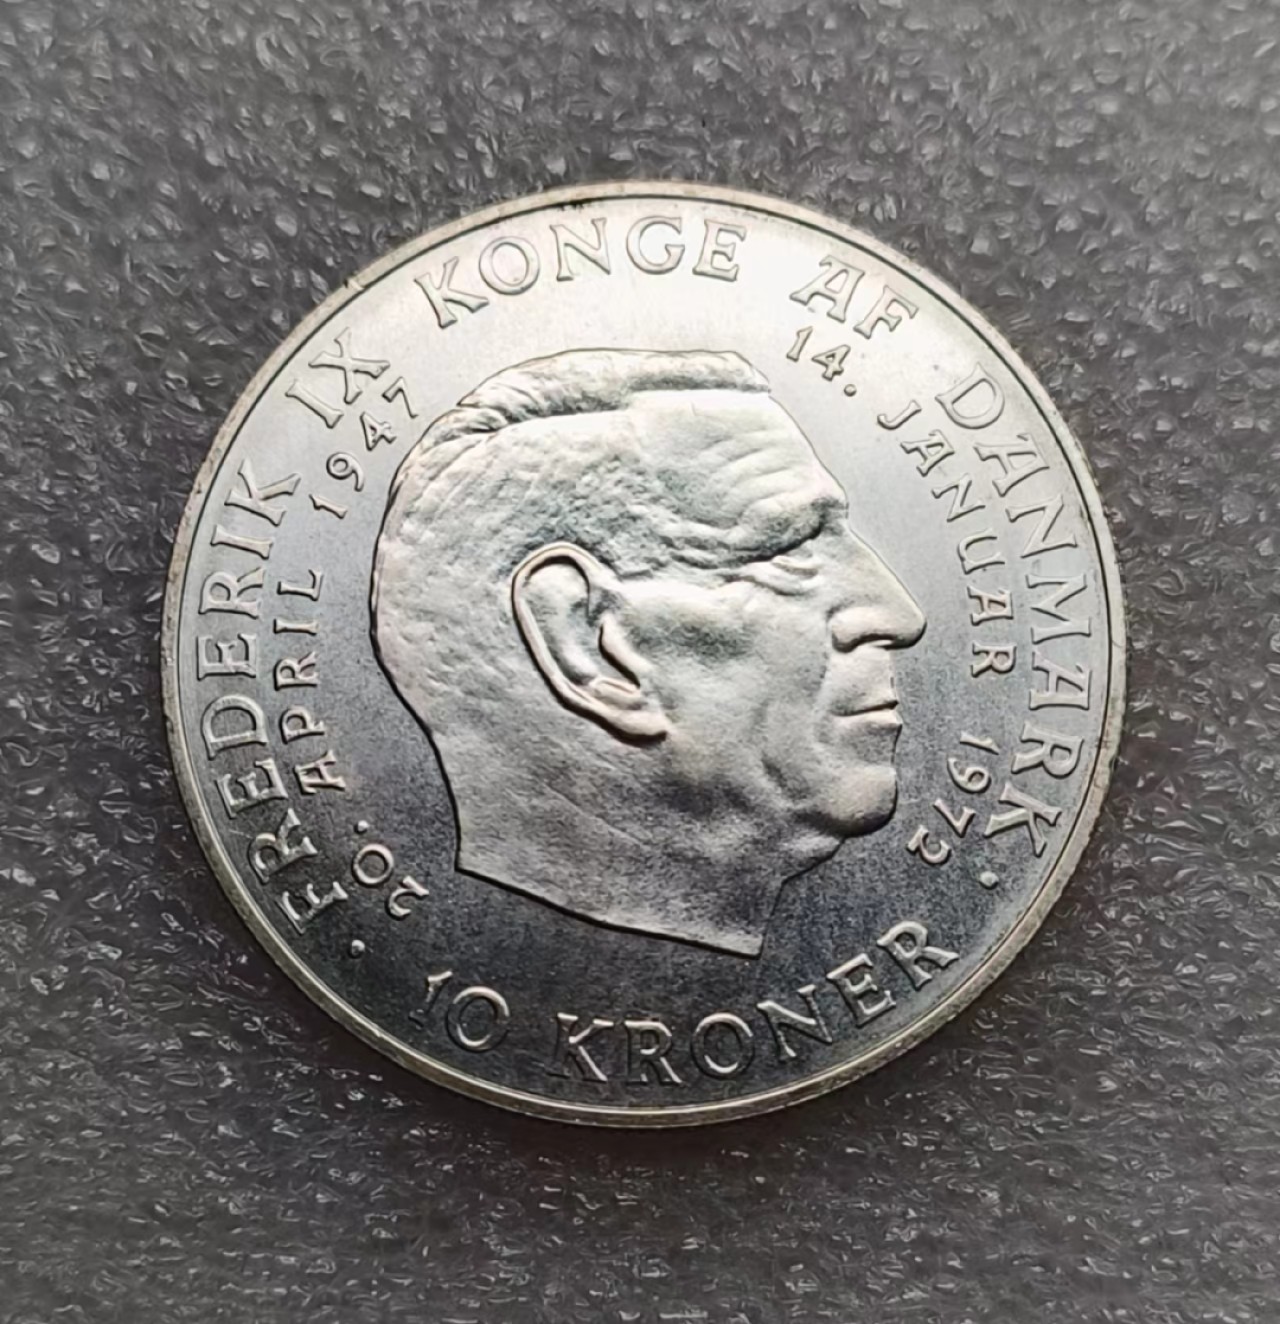 FREDERIK IX KONGE AF DANMARK.
20. APRIL 1947
14. JANUAR 1972
· 10 KRONER